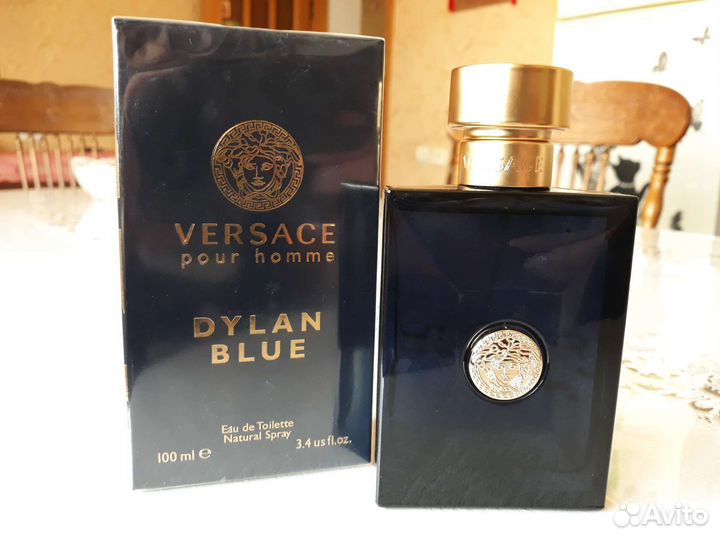 VERSACE
pour homme
DYLAN
BLUE
Eau de Toilette
Natural Spray
100 ml e 3.4 us fl.oz.
VERSACE
Avito